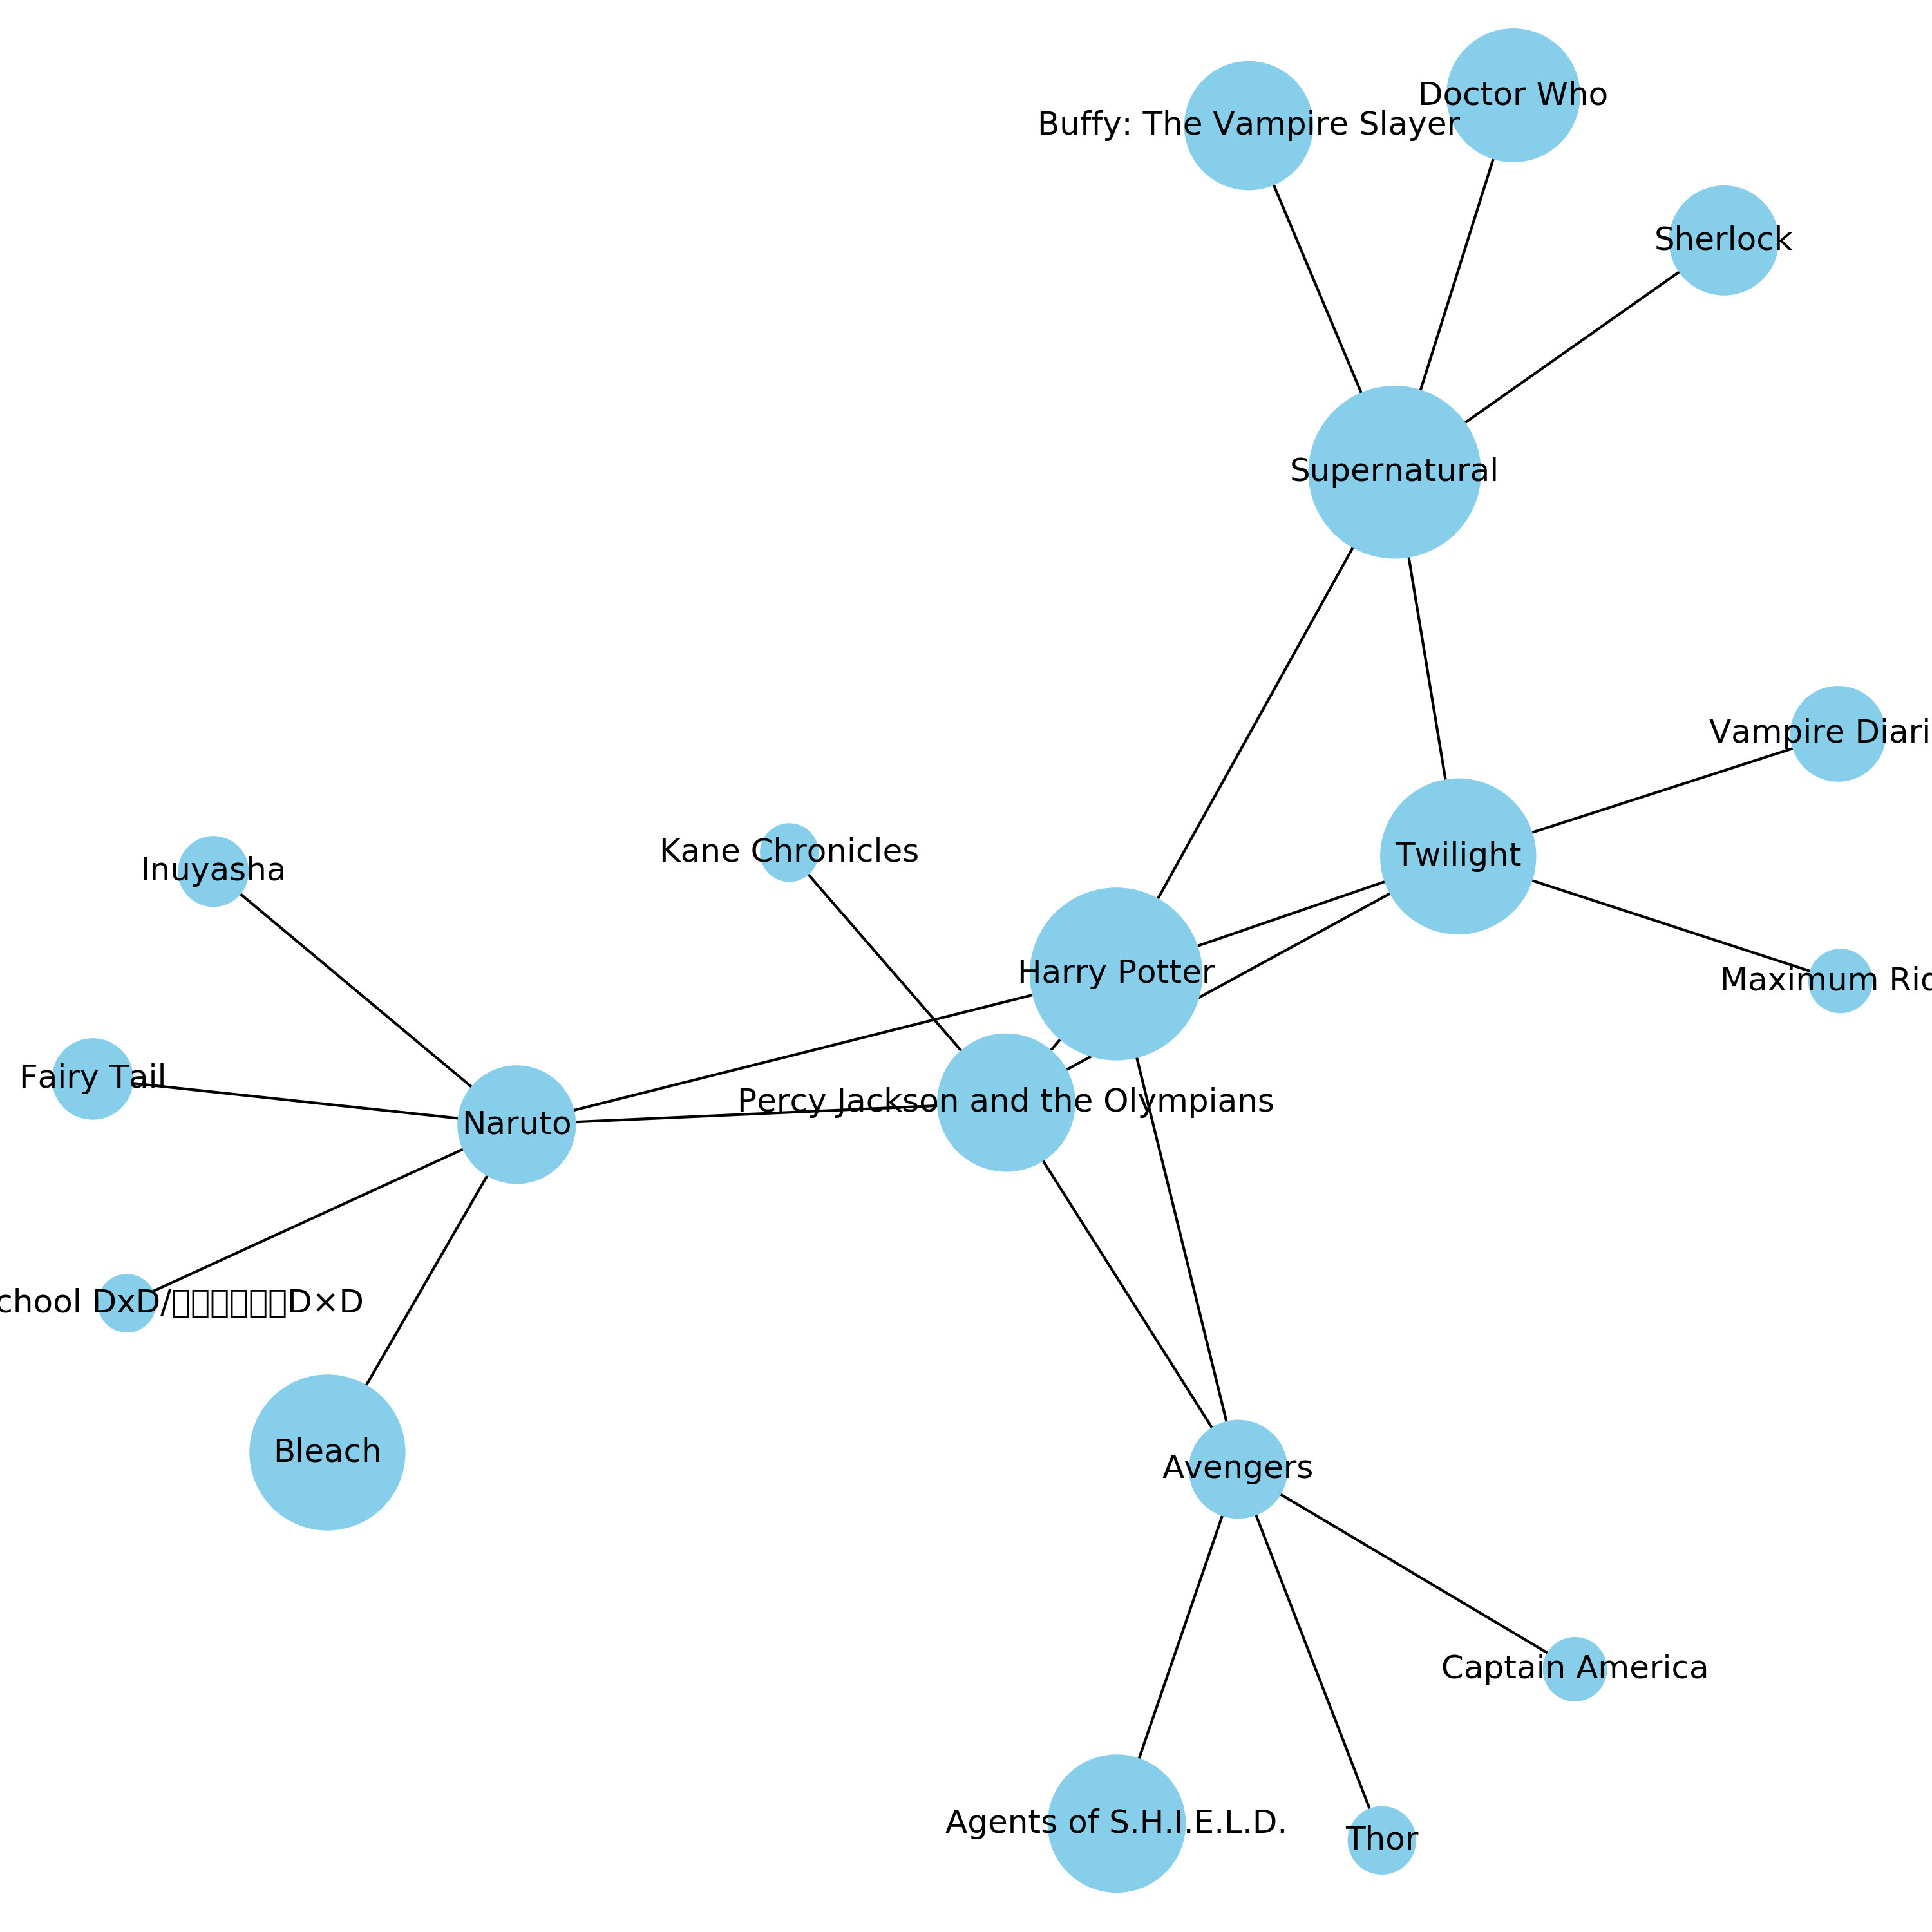 Doctor Who
Buffy: The Vampire Slayer
Sherlock
Supernatural
Vampire Diari
Kane Chronicles
Twilight
Inuyasha
Harry Potter
Maximum Ric
Fairy Tail
Percy Jackson and the Olympians
Naruto
chool DxD/□□□□□□D×D
Bleach
Avengers
Captain America
Agents of S.H.I.E.L.D.
Thor